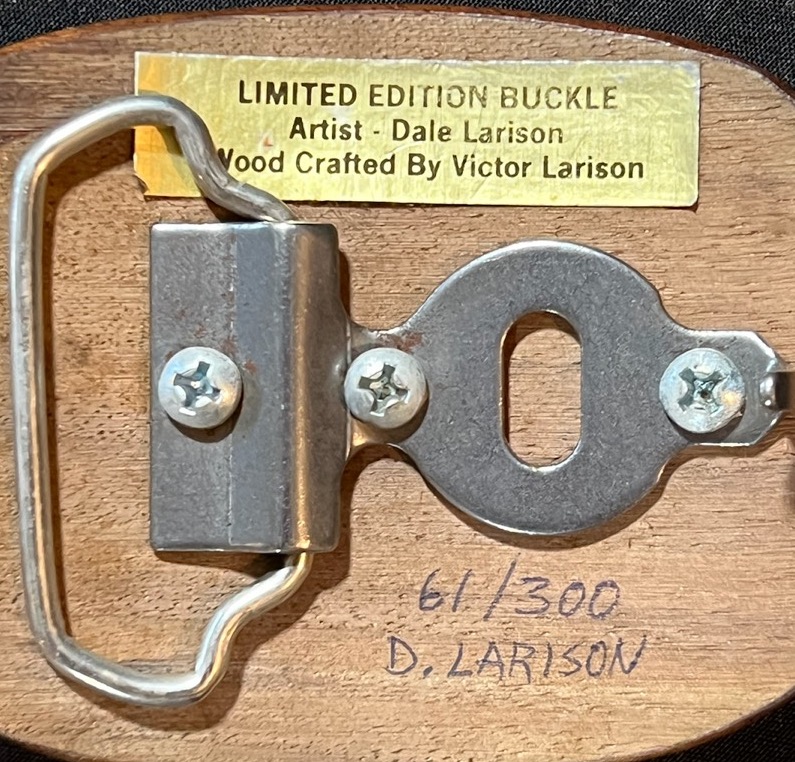 LIMITED EDITION BUCKLE
Artist - Dale Larison
Wood Crafted By Victor Larison
61/300
D. LARISON